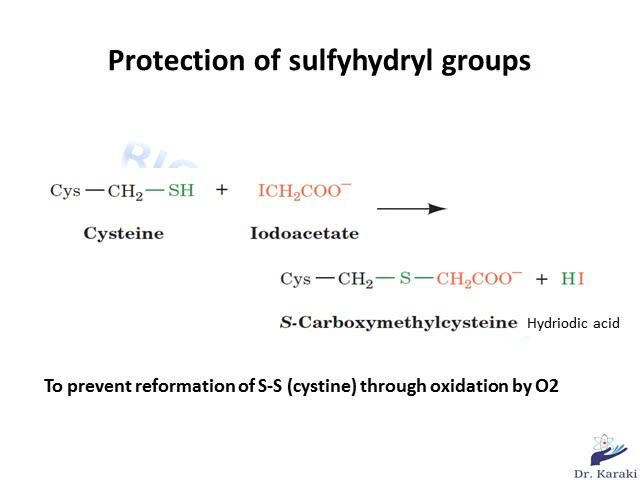 Protection of sulfyhydryl groups
Cys — CH₂ — SH + ICH₂COO⁻
Cysteine Iodoacetate
Cys — CH₂ — S — CH₂COO⁻ + HI
S-Carboxymethylcysteine Hydriodic acid
To prevent reformation of S-S (cystine) through oxidation by O2
Dr. Karaki